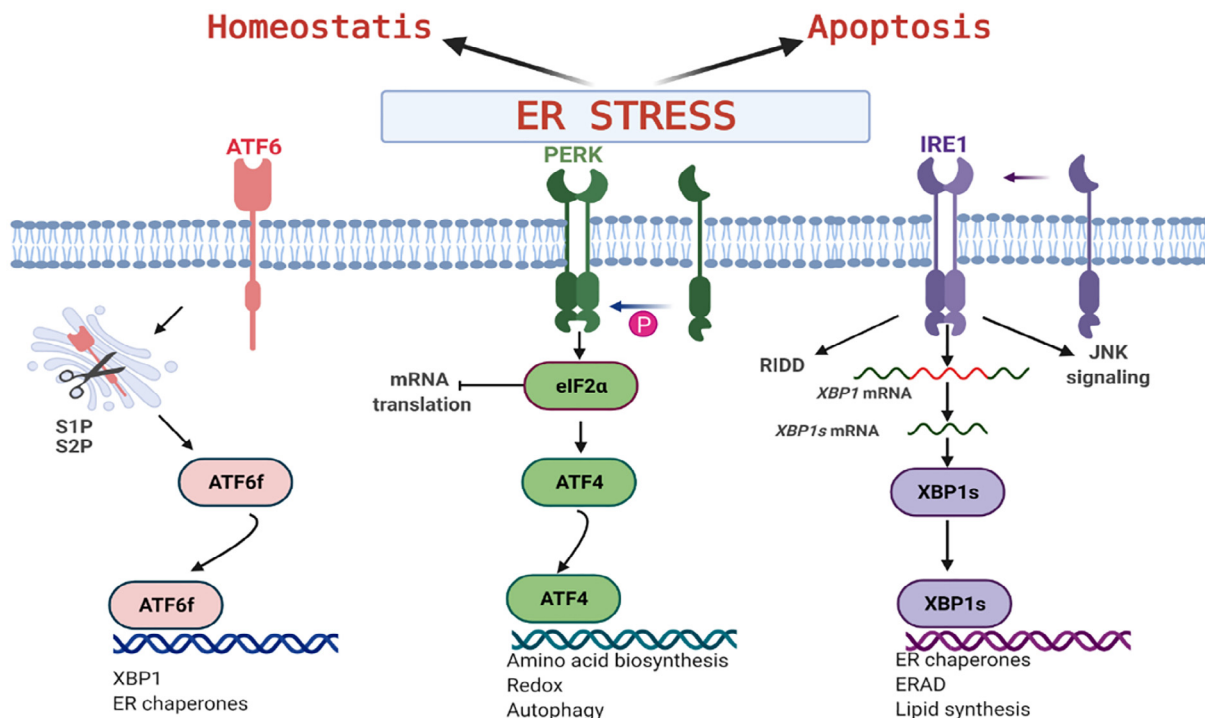 Homeostatis
Apoptosis
ER STRESS
ATF6
PERK
IRE1
P
S1P
S2P
ATF6f
ATF6f
XBP1
ER chaperones
mRNA
translation
eIF2α
ATF4
ATF4
Amino acid biosynthesis
Redox
Autophagy
RIDD
JNK
signaling
XBP1 mRNA
XBP1s mRNA
XBP1s
XBP1s
ER chaperones
ERAD
Lipid synthesis